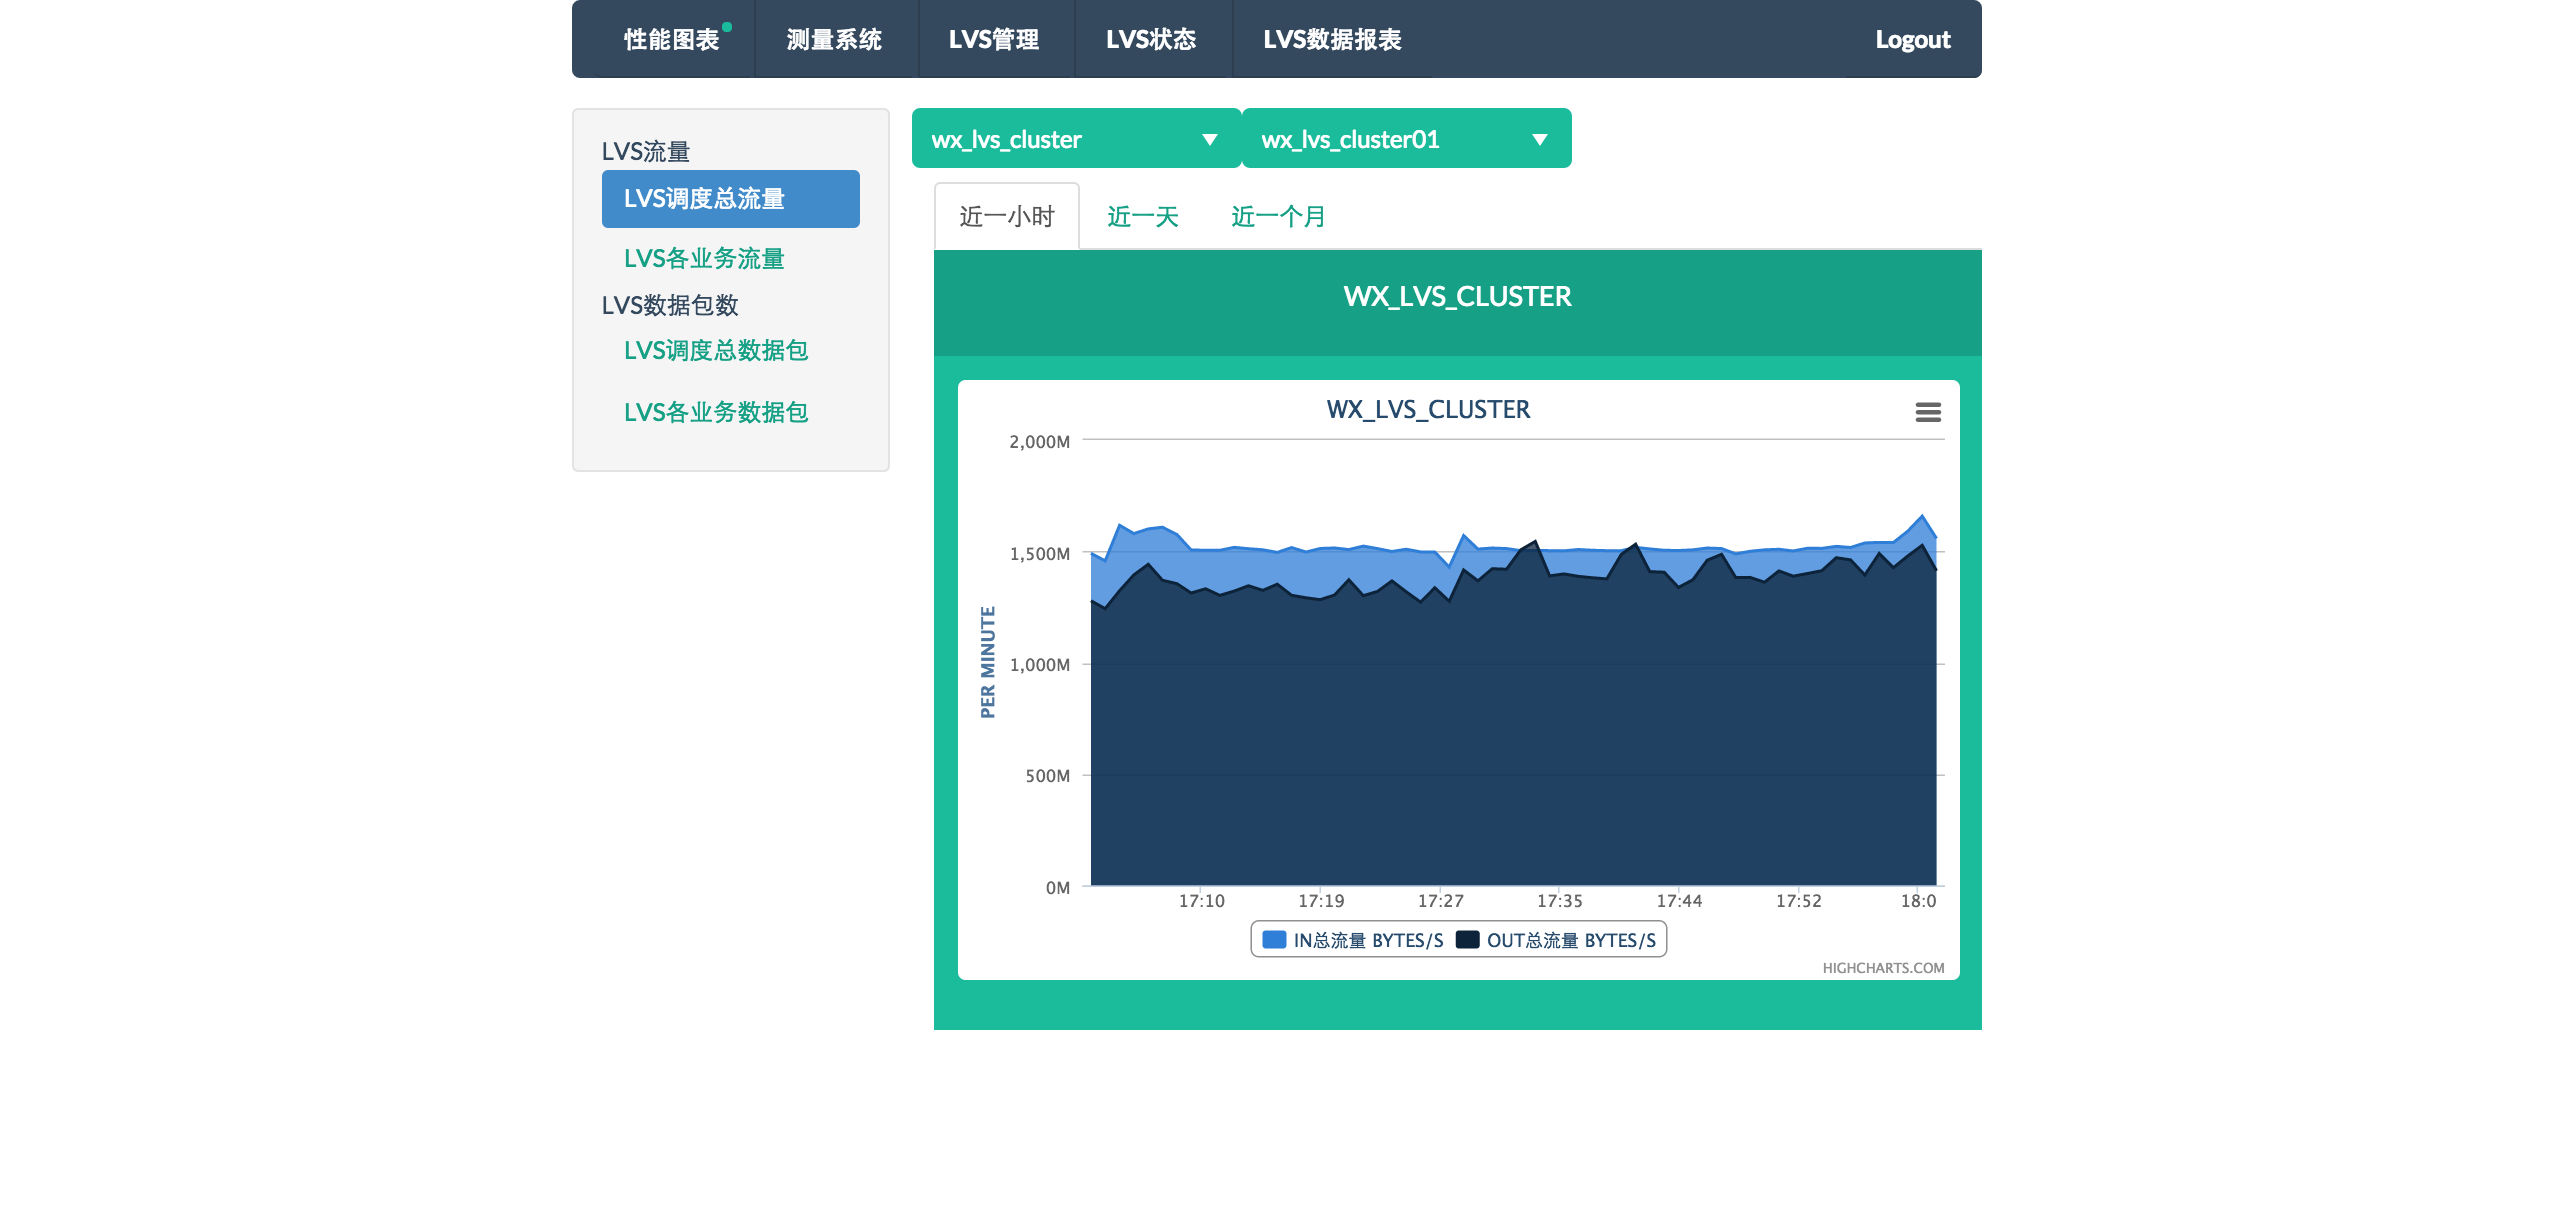 性能图表
测量系统
LVS管理
LVS状态
LVS数据报表
Logout
LVS流量
LVS调度总流量
LVS各业务流量
LVS数据包数
LVS调度总数据包
LVS各业务数据包
wx_lvs_cluster
wx_lvs_cluster01
近一小时
近一天
近一个月
WX_LVS_CLUSTER
WX_LVS_CLUSTER
PER MINUTE
2,000M
1,500M
1,000M
500M
0M
17:10
17:19
17:27
17:35
17:44
17:52
18:0
IN总流量 BYTES/S
OUT总流量 BYTES/S
HIGHCHARTS.COM